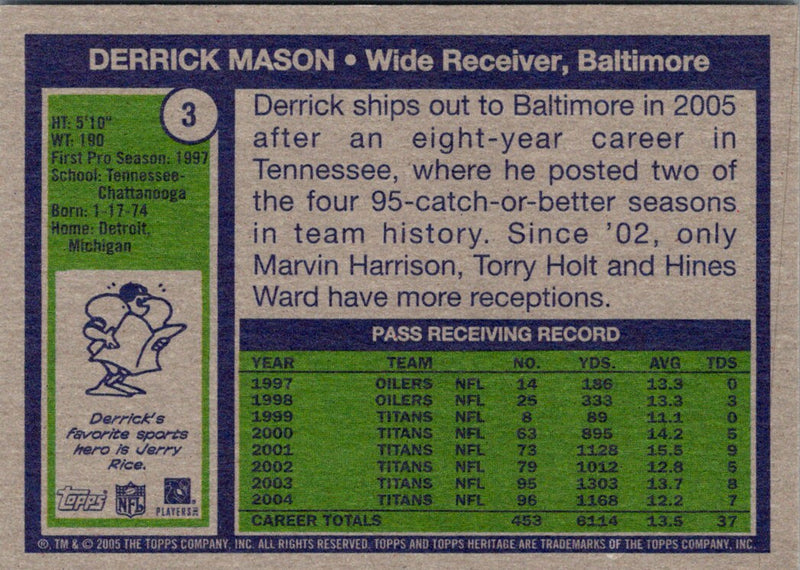 DERRICK MASON • Wide Receiver, Baltimore
3
HT: 5'10"
WT: 190
First Pro Season: 1997
School: Tennessee-
Chattanooga
Born: 1-17-74
Home: Detroit,
Michigan
Derrick's
favorite sports
hero is Jerry
Rice.
Topps
NFL
PLAYERS
Derrick ships out to Baltimore in 2005
after an eight-year career in
Tennessee, where he posted two of
the four 95-catch-or-better seasons
in team history. Since '02, only
Marvin Harrison, Torry Holt and Hines
Ward have more receptions.
PASS RECEIVING RECORD
YEAR TEAM NO. YDS. AVG TDS
1997 OILERS NFL 14 186 13.3 0
1998 OILERS NFL 25 333 13.3 3
1999 TITANS NFL 8 89 11.1 0
2000 TITANS NFL 63 895 14.2 5
2001 TITANS NFL 73 1128 15.5 9
2002 TITANS NFL 79 1012 12.8 5
2003 TITANS NFL 95 1303 13.7 8
2004 TITANS NFL 96 1168 12.2 7
CAREER TOTALS 453 6114 13.5 37
®, TM & © 2005 THE TOPPS COMPANY, INC. ALL RIGHTS RESERVED. TOPPS AND TOPPS HERITAGE ARE TRADEMARKS OF THE TOPPS COMPANY, INC.